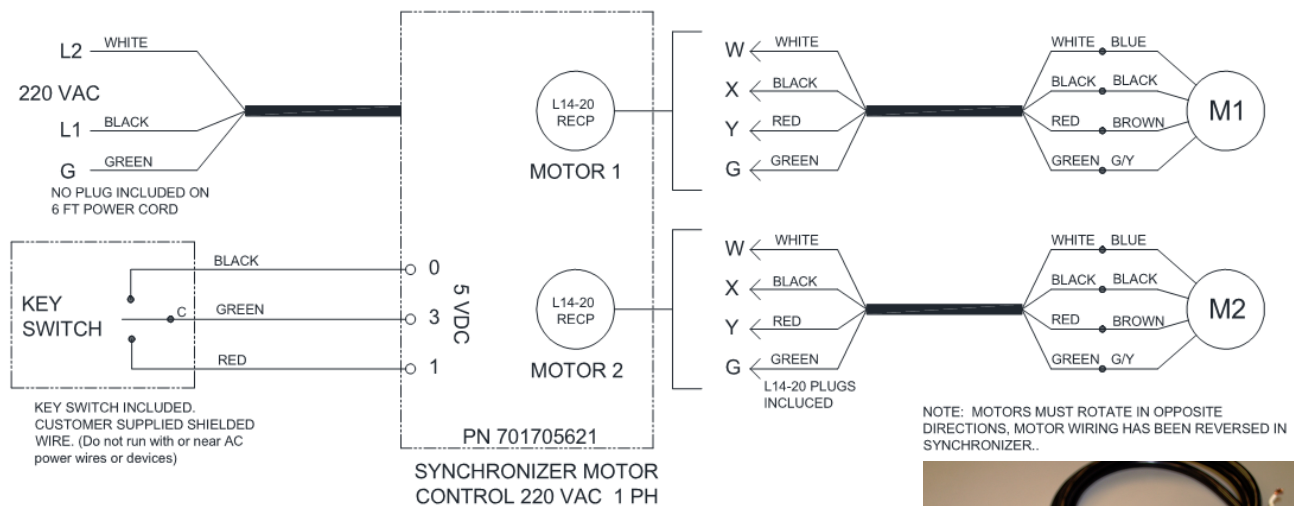 L2 WHITE
220 VAC
L1 BLACK
G GREEN
NO PLUG INCLUDED ON
6 FT POWER CORD
KEY
SWITCH
C
BLACK
GREEN
RED
0
3
1
5 VDC
KEY SWITCH INCLUDED.
CUSTOMER SUPPLIED SHIELDED
WIRE. (Do not run with or near AC
power wires or devices)
L14-20
RECP
MOTOR 1
L14-20
RECP
MOTOR 2
PN 701705621
SYNCHRONIZER MOTOR
CONTROL 220 VAC 1 PH
W WHITE
X BLACK
Y RED
G GREEN
WHITE BLUE
BLACK BLACK
RED BROWN
GREEN G/Y
M1
W WHITE
X BLACK
Y RED
G GREEN
L14-20 PLUGS
INCLUCED
WHITE BLUE
BLACK BLACK
RED BROWN
GREEN G/Y
M2
NOTE: MOTORS MUST ROTATE IN OPPOSITE
DIRECTIONS, MOTOR WIRING HAS BEEN REVERSED IN
SYNCHRONIZER..